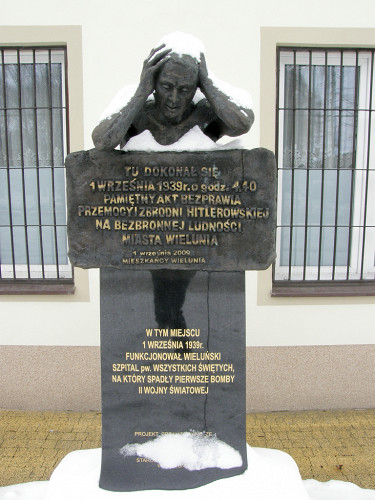 TU DOKONAŁ SIĘ
1 WRZEŚNIA 1939r. o godz. 4.40
PAMIĘTNY AKT BEZPRAWIA
PRZEMOCY I ZBRODNI HITLEROWSKIEJ
NA BEZBRONNEJ LUDNOŚCI
MIASTA WIELUNIA
1 września 2009
MIESZKAŃCY WIELUNIA
W TYM MIEJSCU
1 WRZEŚNIA 1939r.
FUNKCJONOWAŁ WIELUŃSKI
SZPITAL pw. WSZYSTKICH ŚWIĘTYCH,
NA KTÓRY SPADŁY PIERWSZE BOMBY
II WOJNY ŚWIATOWEJ
PROJEKT